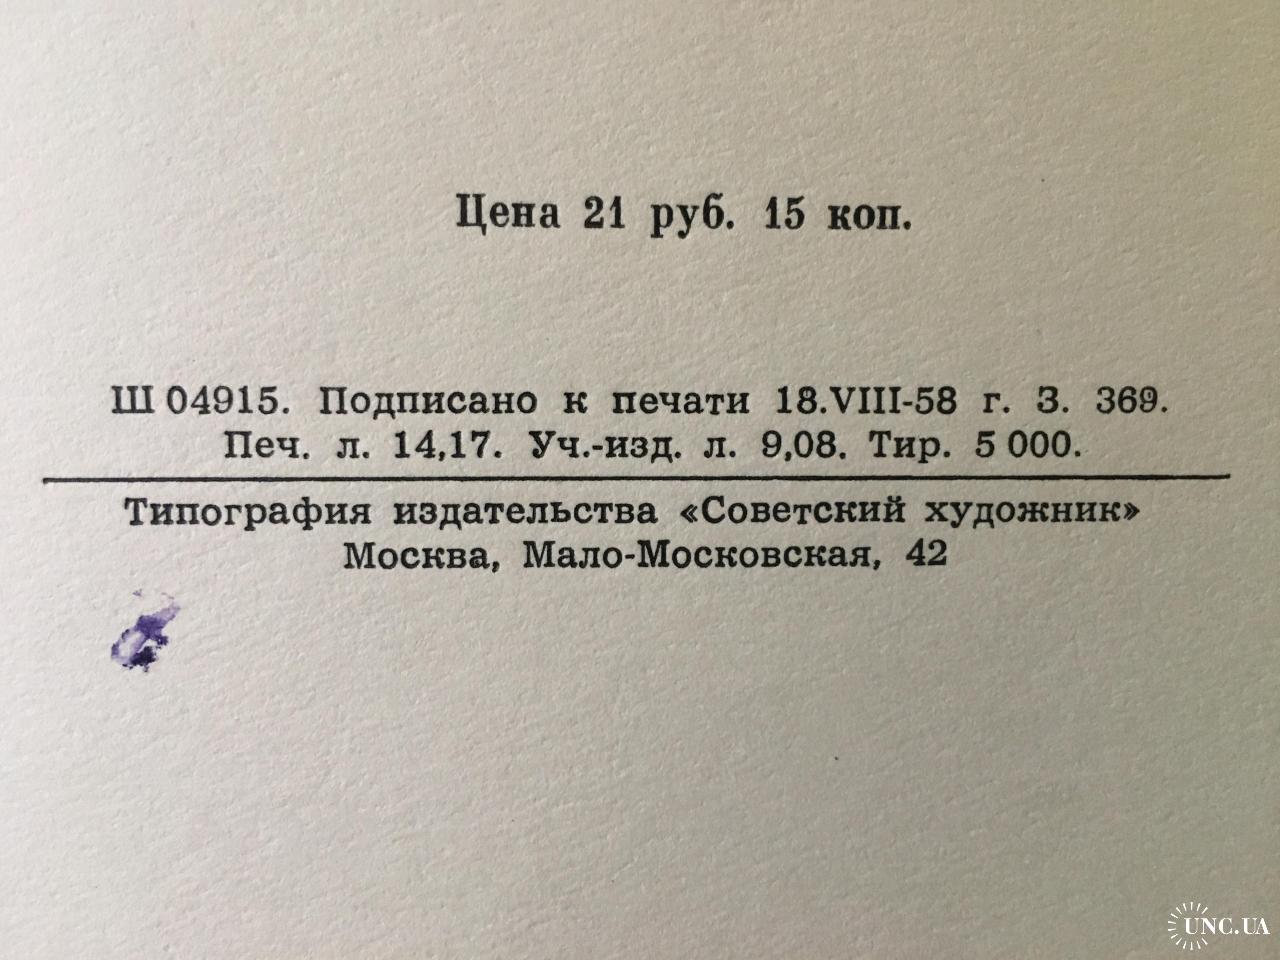 Цена 21 руб. 15 коп.
Ш 04915. Подписано к печати 18.VIII-58 г. З. 369.
Печ. л. 14,17. Уч.-изд. л. 9,08. Тир. 5 000.
Типография издательства «Советский художник»
Москва, Мало-Московская, 42
UNC.UA